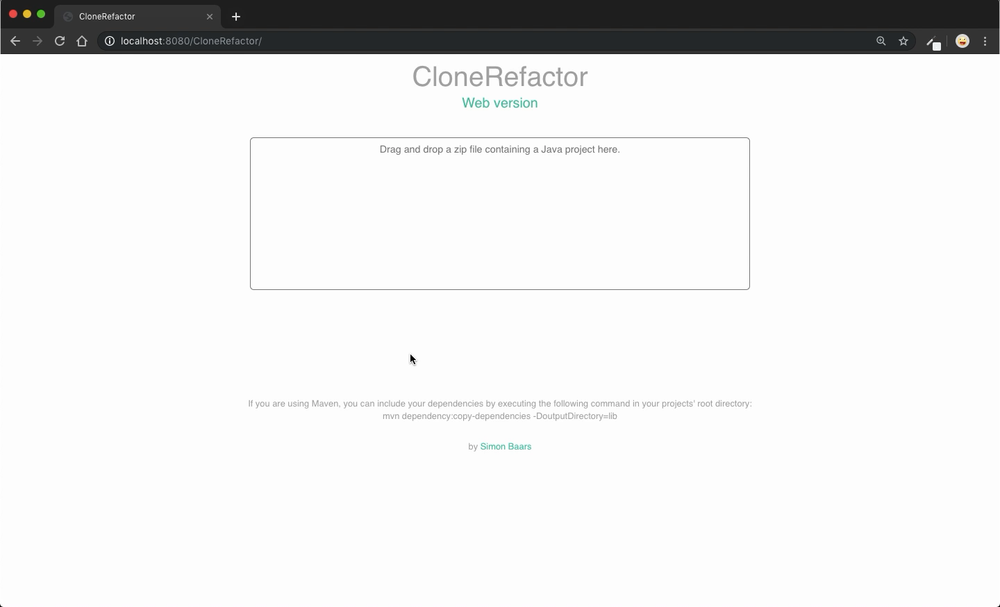 CloneRefactor
localhost:8080/CloneRefactor/
CloneRefactor
Web version
Drag and drop a zip file containing a Java project here.
If you are using Maven, you can include your dependencies by executing the following command in your projects' root directory:
mvn dependency:copy-dependencies -DoutputDirectory=lib
by Simon Baars